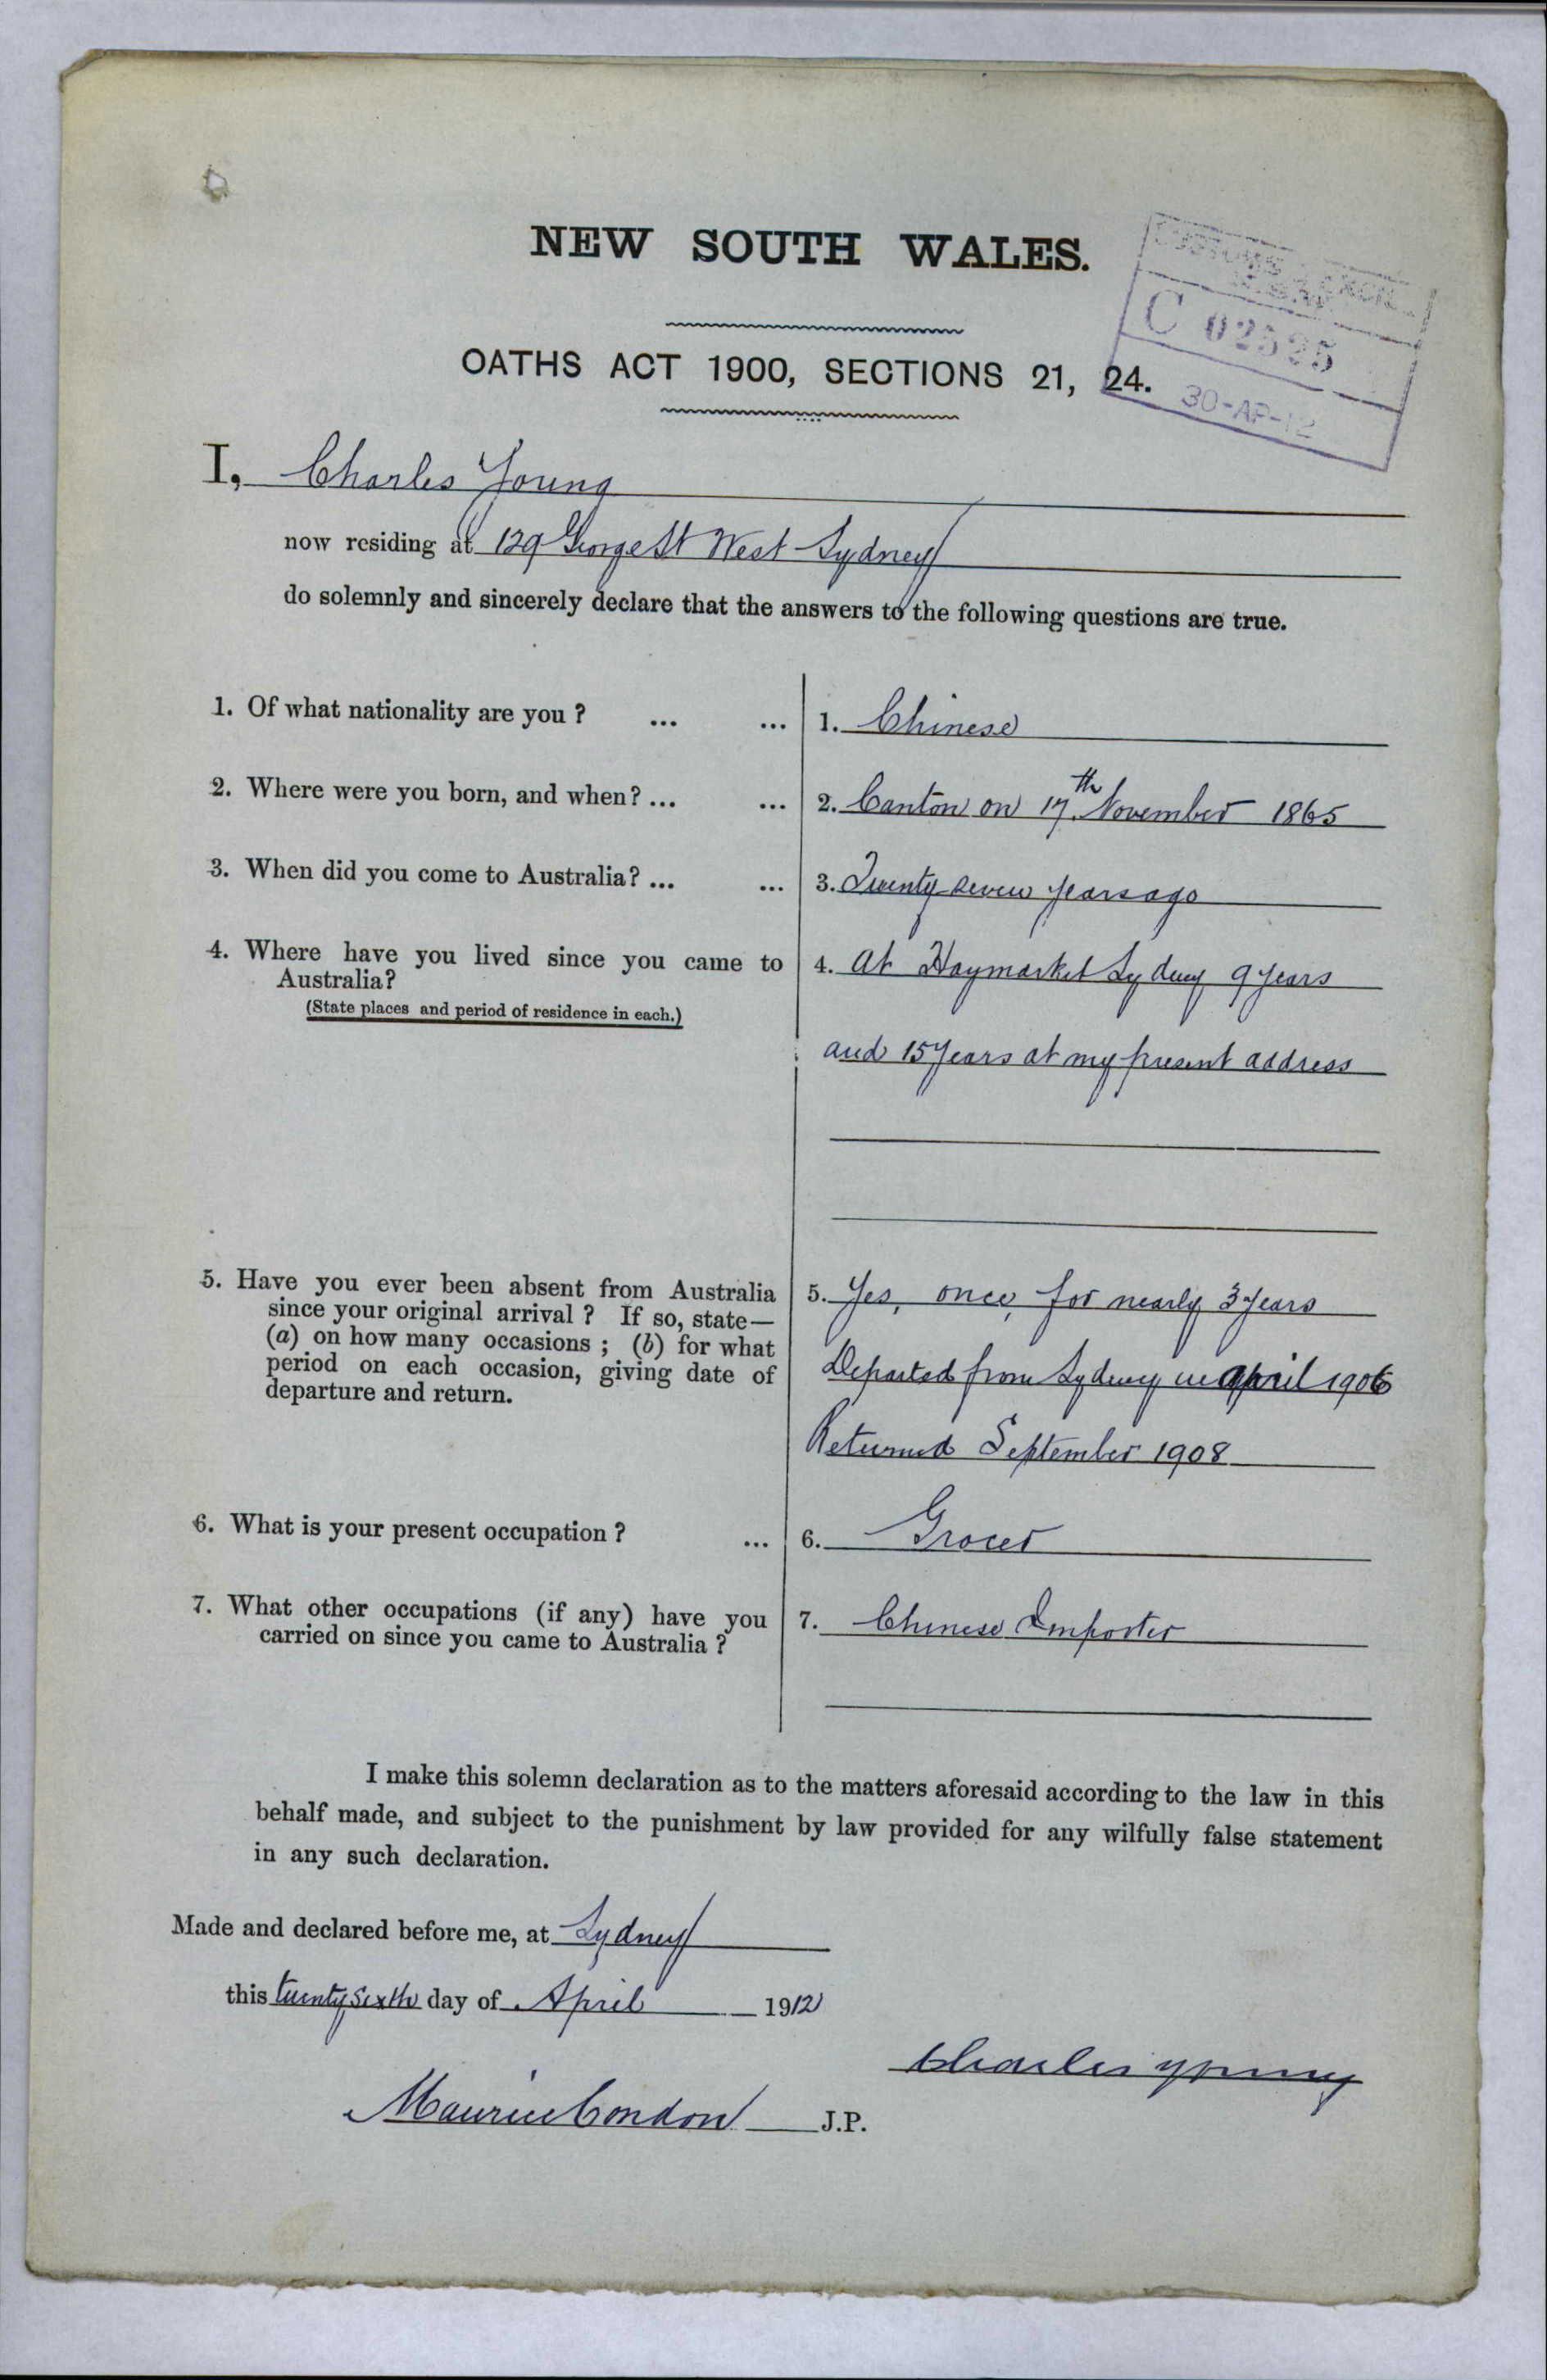 NEW SOUTH WALES.
CUSTOMS & EXCISE
C 02525
30-AP-12
OATHS ACT 1900, SECTIONS 21, 24.
I, Charles Young
now residing at 129 George St West Sydney
do solemnly and sincerely declare that the answers to the following questions are true.
1. Of what nationality are you ? ... ... 1. Chinese
2. Where were you born, and when? ... ... 2. Canton on 17th November 1865
3. When did you come to Australia? ... ... 3. Twenty seven years ago
4. Where have you lived since you came to 4. At Haymarket Sydney 9 years
Australia?
(State places and period of residence in each.)
and 15 years at my present address
5. Have you ever been absent from Australia 5. Yes, once, for nearly 3 years
since your original arrival ? If so, state—
(a) on how many occasions ; (b) for what
period on each occasion, giving date of Departed from Sydney in april 1906
departure and return.
Returned September 1908
6. What is your present occupation ? ... 6. Grocer
7. What other occupations (if any) have you 7. Chinese Importer
carried on since you came to Australia ?
I make this solemn declaration as to the matters aforesaid according to the law in this
behalf made, and subject to the punishment by law provided for any wilfully false statement
in any such declaration.
Made and declared before me, at Sydney
this twenty sixth day of April 1912
Charles Young
Maurice Condon J.P.